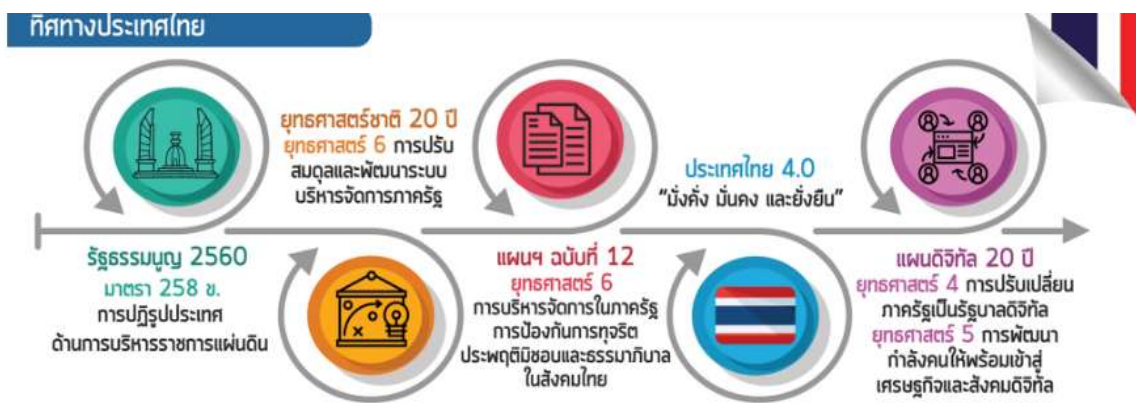 ทิศทางประเทศไทย
รัฐธรรมนูญ 2560
มาตรา 258 ข.
การปฏิรูปประเทศ
ด้านการบริหารราชการแผ่นดิน
ยุทธศาสตร์ชาติ 20 ปี
ยุทธศาสตร์ 6 การปรับ
สมดุลและพัฒนาระบบ
บริหารจัดการภาครัฐ
แผนฯ ฉบับที่ 12
ยุทธศาสตร์ 6
การบริหารจัดการในภาครัฐ
การป้องกันการทุจริต
ประพฤติมิชอบและธรรมาภิบาล
ในสังคมไทย
ประเทศไทย 4.0
“มั่งคั่ง มั่นคง และยั่งยืน”
แผนดิจิทัล 20 ปี
ยุทธศาสตร์ 4 การปรับเปลี่ยน
ภาครัฐเป็นรัฐบาลดิจิทัล
ยุทธศาสตร์ 5 การพัฒนา
กำลังคนให้พร้อมเข้าสู่
เศรษฐกิจและสังคมดิจิทัล